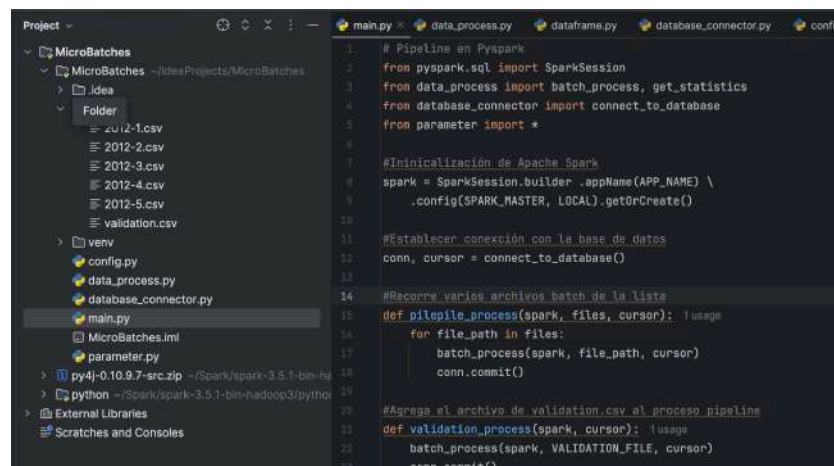 Project
MicroBatches
MicroBatches ~/IdeaProjects/MicroBatches
.idea
Folder
2012-1.csv
2012-2.csv
2012-3.csv
2012-4.csv
2012-5.csv
validation.csv
venv
config.py
data_process.py
database_connector.py
main.py
MicroBatches.iml
parameter.py
py4j-0.10.9.7-src.zip ~/Spark/spark-3.5.1-bin-ha
python ~/Spark/spark-3.5.1-bin-hadoop3/pytho
External Libraries
Scratches and Consoles
main.py data_process.py dataframe.py database_connector.py conf
1 # Pipeline en Pyspark
2 from pyspark.sql import SparkSession
3 from data_process import batch_process, get_statistics
4 from database_connector import connect_to_database
5 from parameter import *
6
7 #Ininicalización de Apache Spark
8 spark = SparkSession.builder .appName(APP_NAME) \
9 .config(SPARK_MASTER, LOCAL).getOrCreate()
10
11 #Establecer conexción con la base de datos
12 conn, cursor = connect_to_database()
13
14 #Recorre varios archivos batch de la lista
15 def pilepile_process(spark, files, cursor): 1 usage
16 for file_path in files:
17 batch_process(spark, file_path, cursor)
18 conn.commit()
19
20 #Agrega el archivo de validation.csv al proceso pipeline
21 def validation_process(spark, cursor): 1 usage
22 batch_process(spark, VALIDATION_FILE, cursor)
conn.commit()